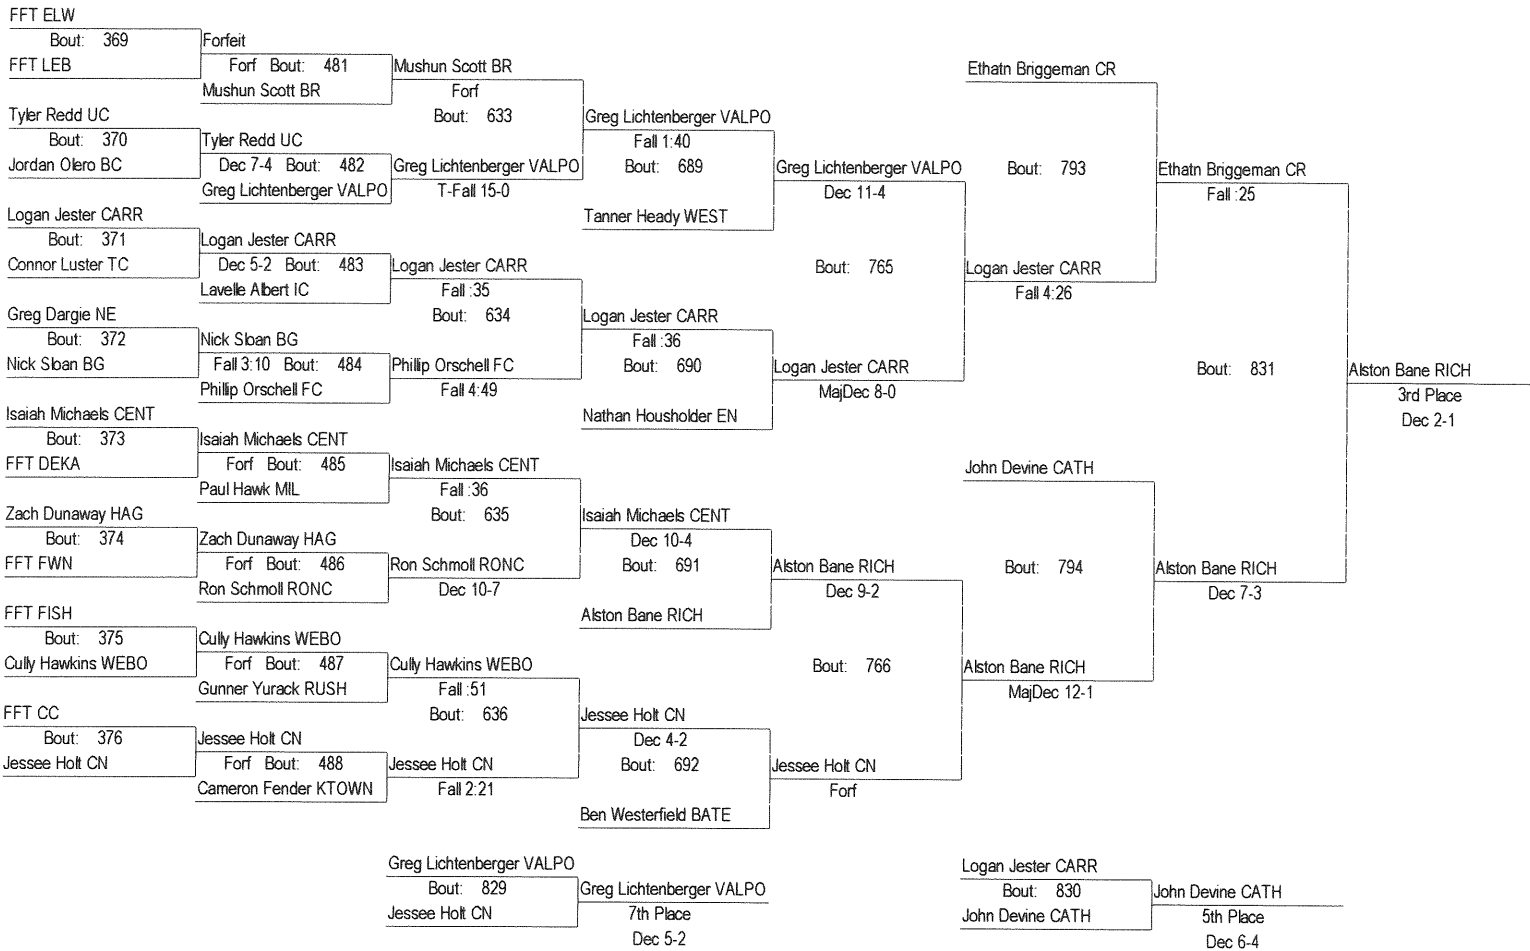 FFT ELW
Bout: 369
FFT LEB
Tyler Redd UC
Bout: 370
Jordan Olero BC
Logan Jester CARR
Bout: 371
Connor Luster TC
Greg Dargie NE
Bout: 372
Nick Sloan BG
Isaiah Michaels CENT
Bout: 373
FFT DEKA
Zach Dunaway HAG
Bout: 374
FFT FWN
FFT FISH
Bout: 375
Cully Hawkins WEBO
FFT CC
Bout: 376
Jessee Holt CN
Forfeit
Forf Bout: 481
Mushun Scott BR
Tyler Redd UC
Dec 7-4 Bout: 482
Greg Lichtenberger VALPO
Logan Jester CARR
Dec 5-2 Bout: 483
Lavelle Albert IC
Nick Sloan BG
Fall 3:10 Bout: 484
Phillip Orschell FC
Isaiah Michaels CENT
Forf Bout: 485
Paul Hawk MIL
Zach Dunaway HAG
Forf Bout: 486
Ron Schmoll RONC
Cully Hawkins WEBO
Forf Bout: 487
Gunner Yurack RUSH
Jessee Holt CN
Forf Bout: 488
Cameron Fender KTOWN
Mushun Scott BR
Forf
Bout: 633
Greg Lichtenberger VALPO
T-Fall 15-0
Logan Jester CARR
Fall :35
Bout: 634
Phillip Orschell FC
Fall 4:49
Isaiah Michaels CENT
Fall :36
Bout: 635
Ron Schmoll RONC
Dec 10-7
Cully Hawkins WEBO
Fall :51
Bout: 636
Jessee Holt CN
Fall 2:21
Greg Lichtenberger VALPO
Fall 1:40
Bout: 689
Tanner Heady WEST
Logan Jester CARR
Fall :36
Bout: 690
Nathan Housholder EN
Isaiah Michaels CENT
Dec 10-4
Bout: 691
Alston Bane RICH
Jessee Holt CN
Dec 4-2
Bout: 692
Ben Westerfield BATE
Greg Lichtenberger VALPO
Dec 11-4
Bout: 765
Logan Jester CARR
MajDec 8-0
Alston Bane RICH
Dec 9-2
Bout: 766
Jessee Holt CN
Forf
Ethatn Briggeman CR
Bout: 793
Logan Jester CARR
Fall 4:26
John Devine CATH
Bout: 794
Alston Bane RICH
MajDec 12-1
Ethatn Briggeman CR
Fall :25
Bout: 831
Alston Bane RICH
Dec 7-3
Alston Bane RICH
3rd Place
Dec 2-1
Greg Lichtenberger VALPO
Bout: 829
Jessee Holt CN
Greg Lichtenberger VALPO
7th Place
Dec 5-2
Logan Jester CARR
Bout: 830
John Devine CATH
John Devine CATH
5th Place
Dec 6-4